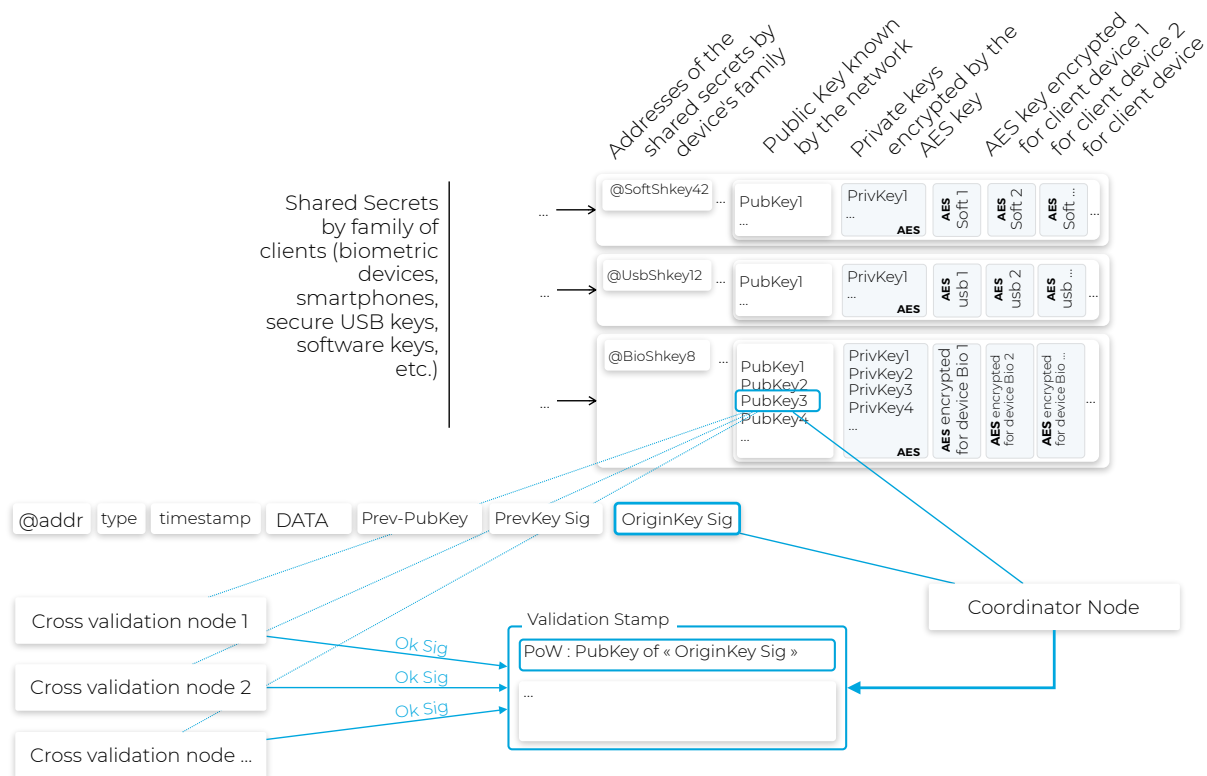 Addresses of the
shared secrets by
device's family
Public Key known
by the network
Private keys
encrypted by the
AES key
AES key encrypted
for client device 1
for client device 2
for client device
Shared Secrets
by family of
clients (biometric
devices,
smartphones,
secure USB keys,
software keys,
etc.)
...
@SoftShkey42
...
PubKey1
...
PrivKey1
...
AES
AES
Soft 1
AES
Soft 2
AES
Soft. ...
...
...
@UsbShkey12
...
PubKey1
...
PrivKey1
...
AES
AES
usb 1
AES
usb 2
AES
usb. ...
...
...
@BioShkey8
...
PubKey1
PubKey2
PubKey3
PubKey4
...
PrivKey1
PrivKey2
PrivKey3
PrivKey4
...
AES
AES encrypted
for device Bio 1
AES encrypted
for device Bio 2
AES encrypted
for device Bio ...
...
@addr
type
timestamp
DATA
Prev-PubKey
PrevKey Sig
OriginKey Sig
Cross validation node 1
Cross validation node 2
Cross validation node ...
Ok Sig
Ok Sig
Ok Sig
Validation Stamp
PoW : PubKey of « OriginKey Sig »
...
Coordinator Node